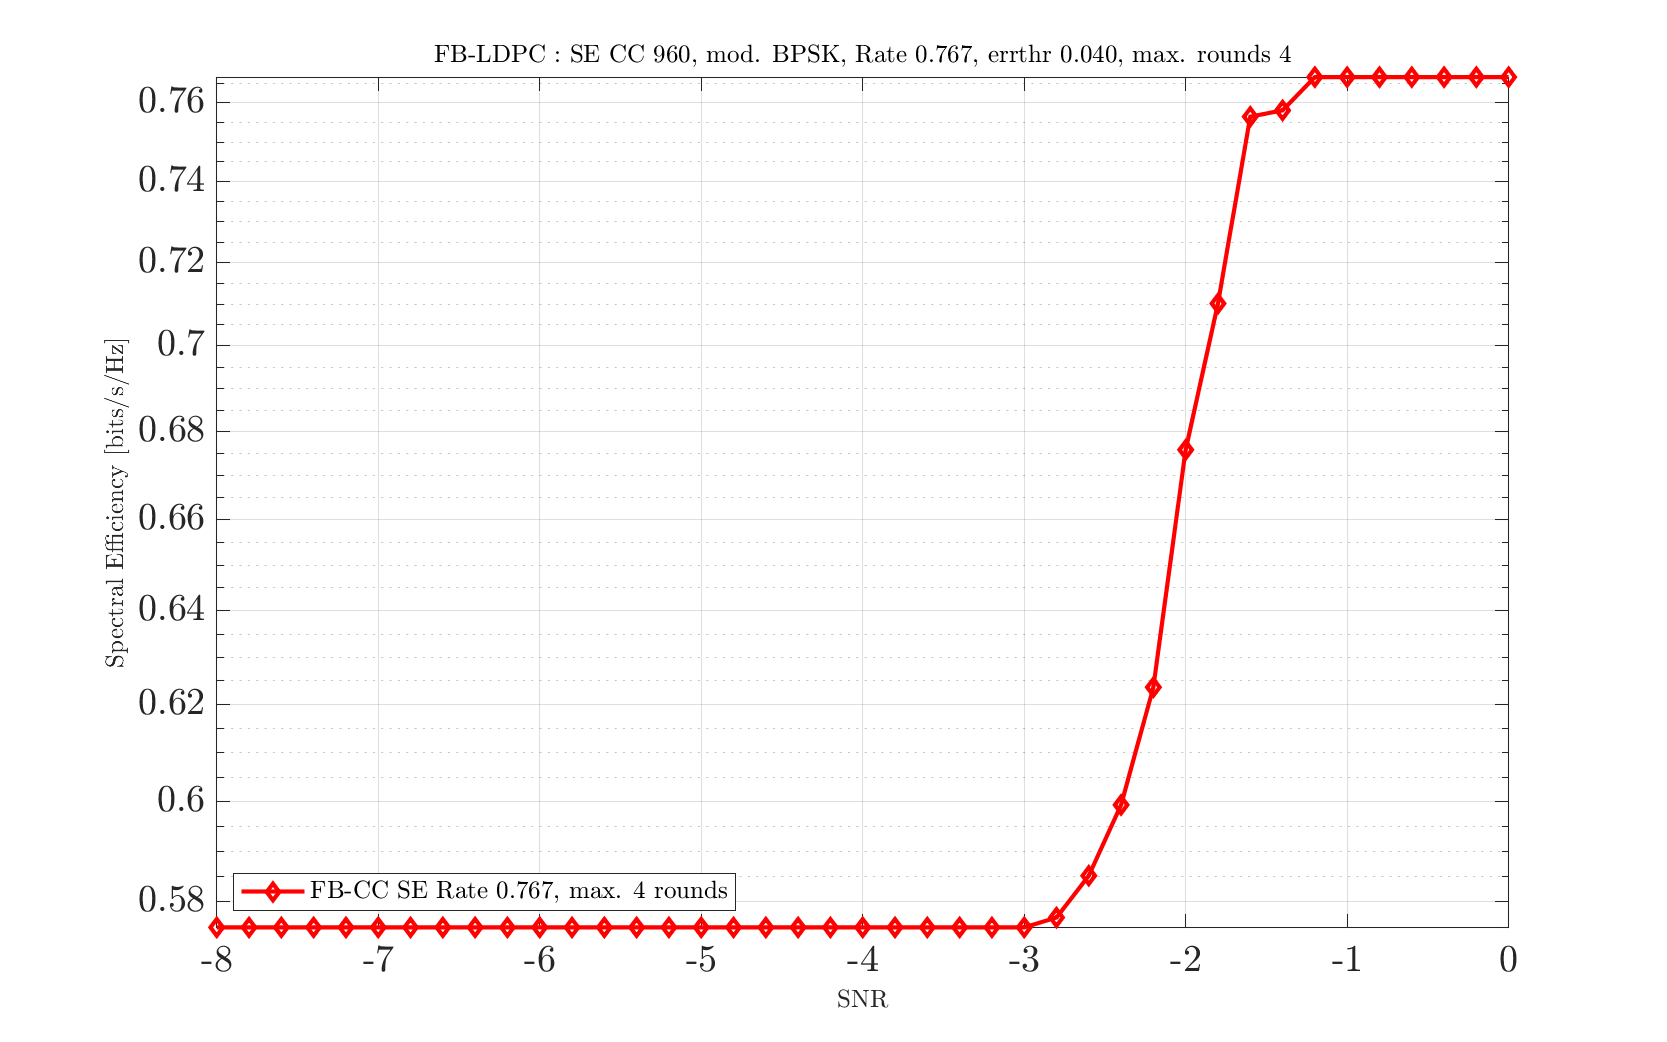 FB-LDPC : SE CC 960, mod. BPSK, Rate 0.767, errthr 0.040, max. rounds 4
0.76
0.74
0.72
0.7
0.68
0.66
0.64
0.62
0.6
0.58
Spectral Efficiency [bits/s/Hz]
FB-CC SE Rate 0.767, max. 4 rounds
-8 -7 -6 -5 -4 -3 -2 -1 0
SNR